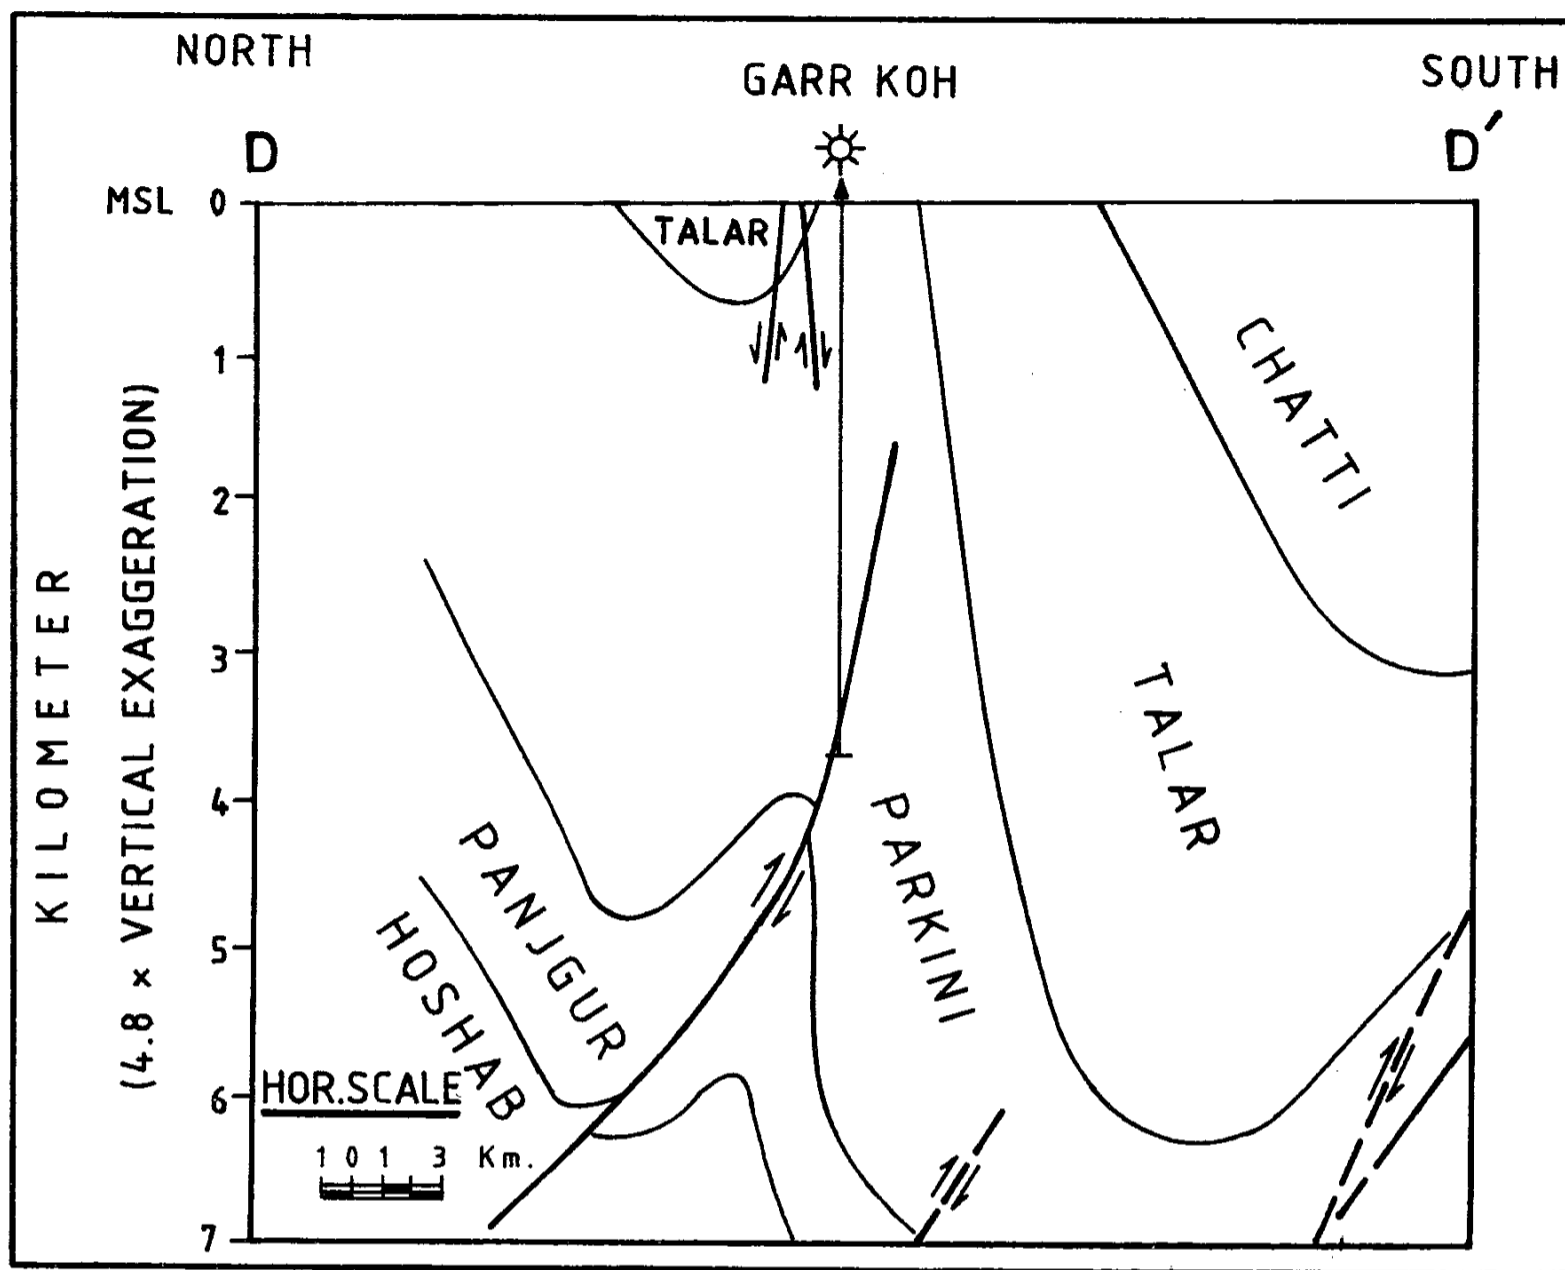 NORTH
GARR KOH
SOUTH
D
D′
MSL 0
TALAR
1
2
3
4
5
6
7
KILOMETER
(4.8 × VERTICAL EXAGGERATION)
CHATTI
TALAR
PARKINI
PANJGUR
HOSHAB
HOR.SCALE
1 0 1 3 Km.